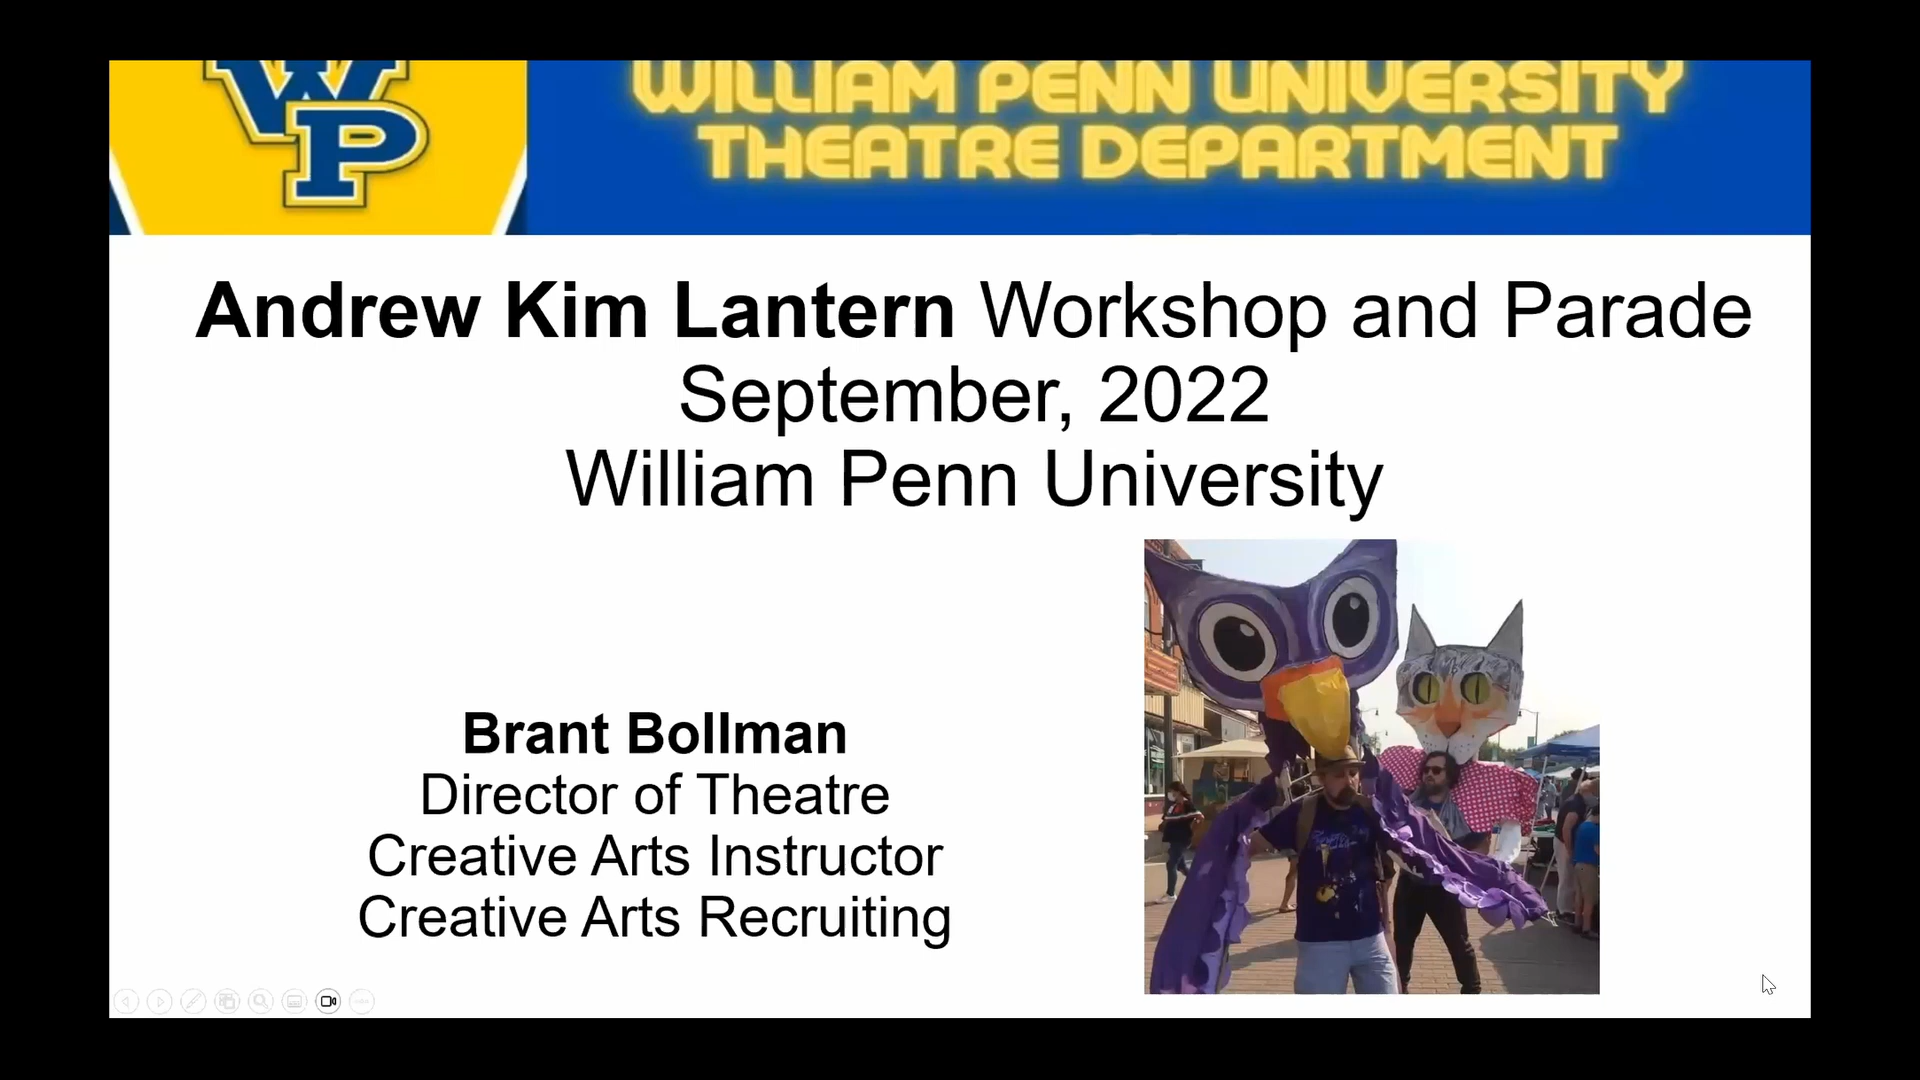 WP
WILLIAM PENN UNIVERSITY
THEATRE DEPARTMENT
Andrew Kim Lantern Workshop and Parade
September, 2022
William Penn University
Brant Bollman
Director of Theatre
Creative Arts Instructor
Creative Arts Recruiting